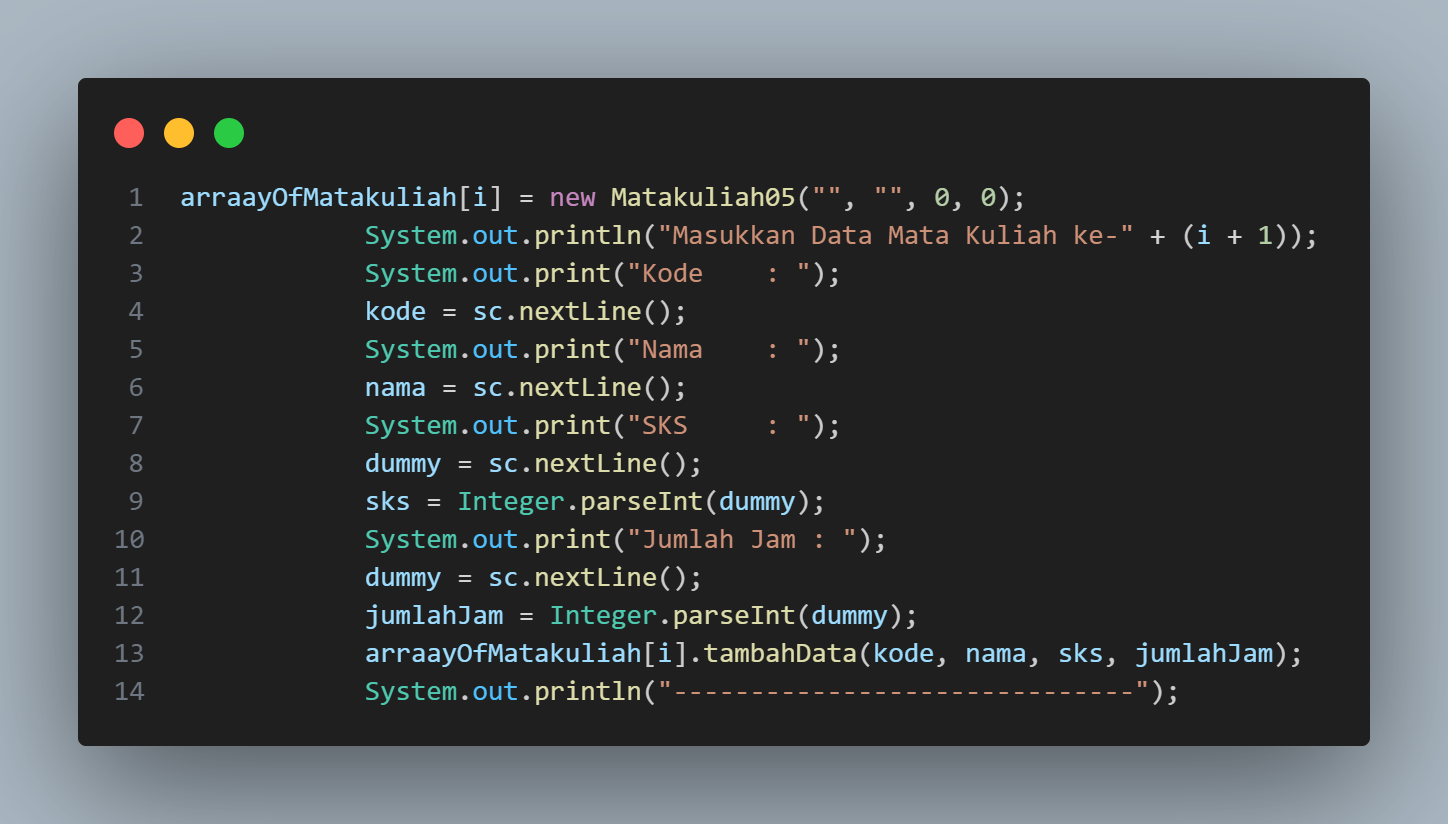 1 arraayOfMatakuliah[i] = new Matakuliah05("", "", 0, 0);
2             System.out.println("Masukkan Data Mata Kuliah ke-" + (i + 1));
3             System.out.print("Kode    : ");
4             kode = sc.nextLine();
5             System.out.print("Nama    : ");
6             nama = sc.nextLine();
7             System.out.print("SKS     : ");
8             dummy = sc.nextLine();
9             sks = Integer.parseInt(dummy);
10             System.out.print("Jumlah Jam : ");
11             dummy = sc.nextLine();
12             jumlahJam = Integer.parseInt(dummy);
13             arraayOfMatakuliah[i].tambahData(kode, nama, sks, jumlahJam);
14             System.out.println("------------------------------");